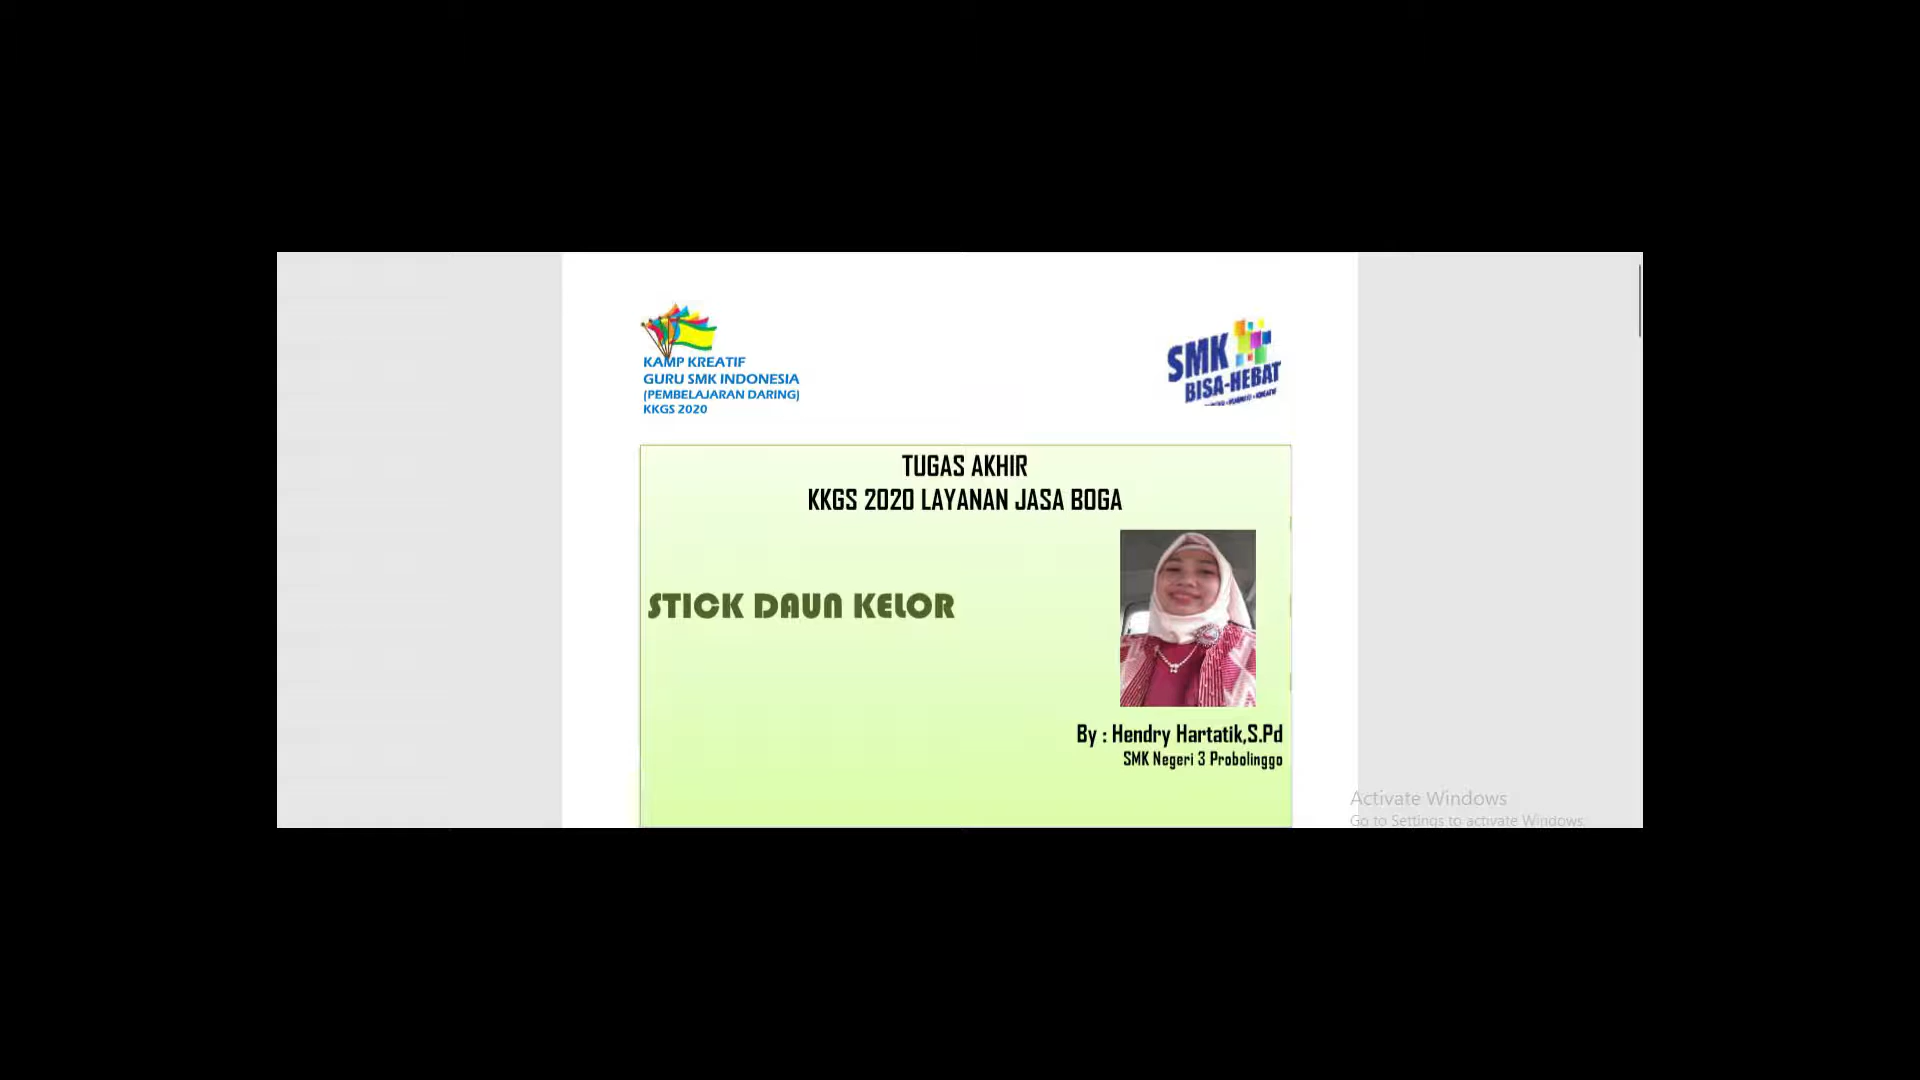 KAMP KREATIF
GURU SMK INDONESIA
(PEMBELAJARAN DARING)
KKGS 2020
SMK
BISA-HEBAT
TUGAS AKHIR
KKGS 2020 LAYANAN JASA BOGA
STICK DAUN KELOR
By : Hendry Hartatik,S.Pd
SMK Negeri 3 Probolinggo
Activate Windows
Go to Settings to activate Windows.